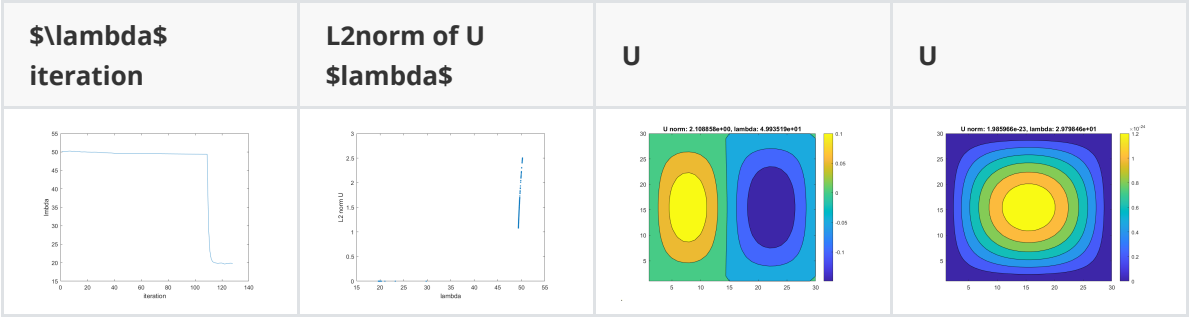 $\lambda$
iteration
L2norm of U
$lambda$
U
U
55
50
45
40
35
30
25
20
15
lmbda
0 20 40 60 80 100 120 140
iteration
3
2.5
2
1.5
1
0.5
0
L2 norm U
15 20 25 30 35 40 45 50 55
lambda
U norm: 2.108858e+00, lambda: 4.993519e+01
30
25
20
15
10
5
5 10 15 20 25 30
0.1
0.05
0
-0.05
-0.1
U norm: 1.985966e-23, lambda: 2.979846e+01
30
25
20
15
10
5
5 10 15 20 25 30
×10⁻²⁴
1.2
1
0.8
0.6
0.4
0.2
0